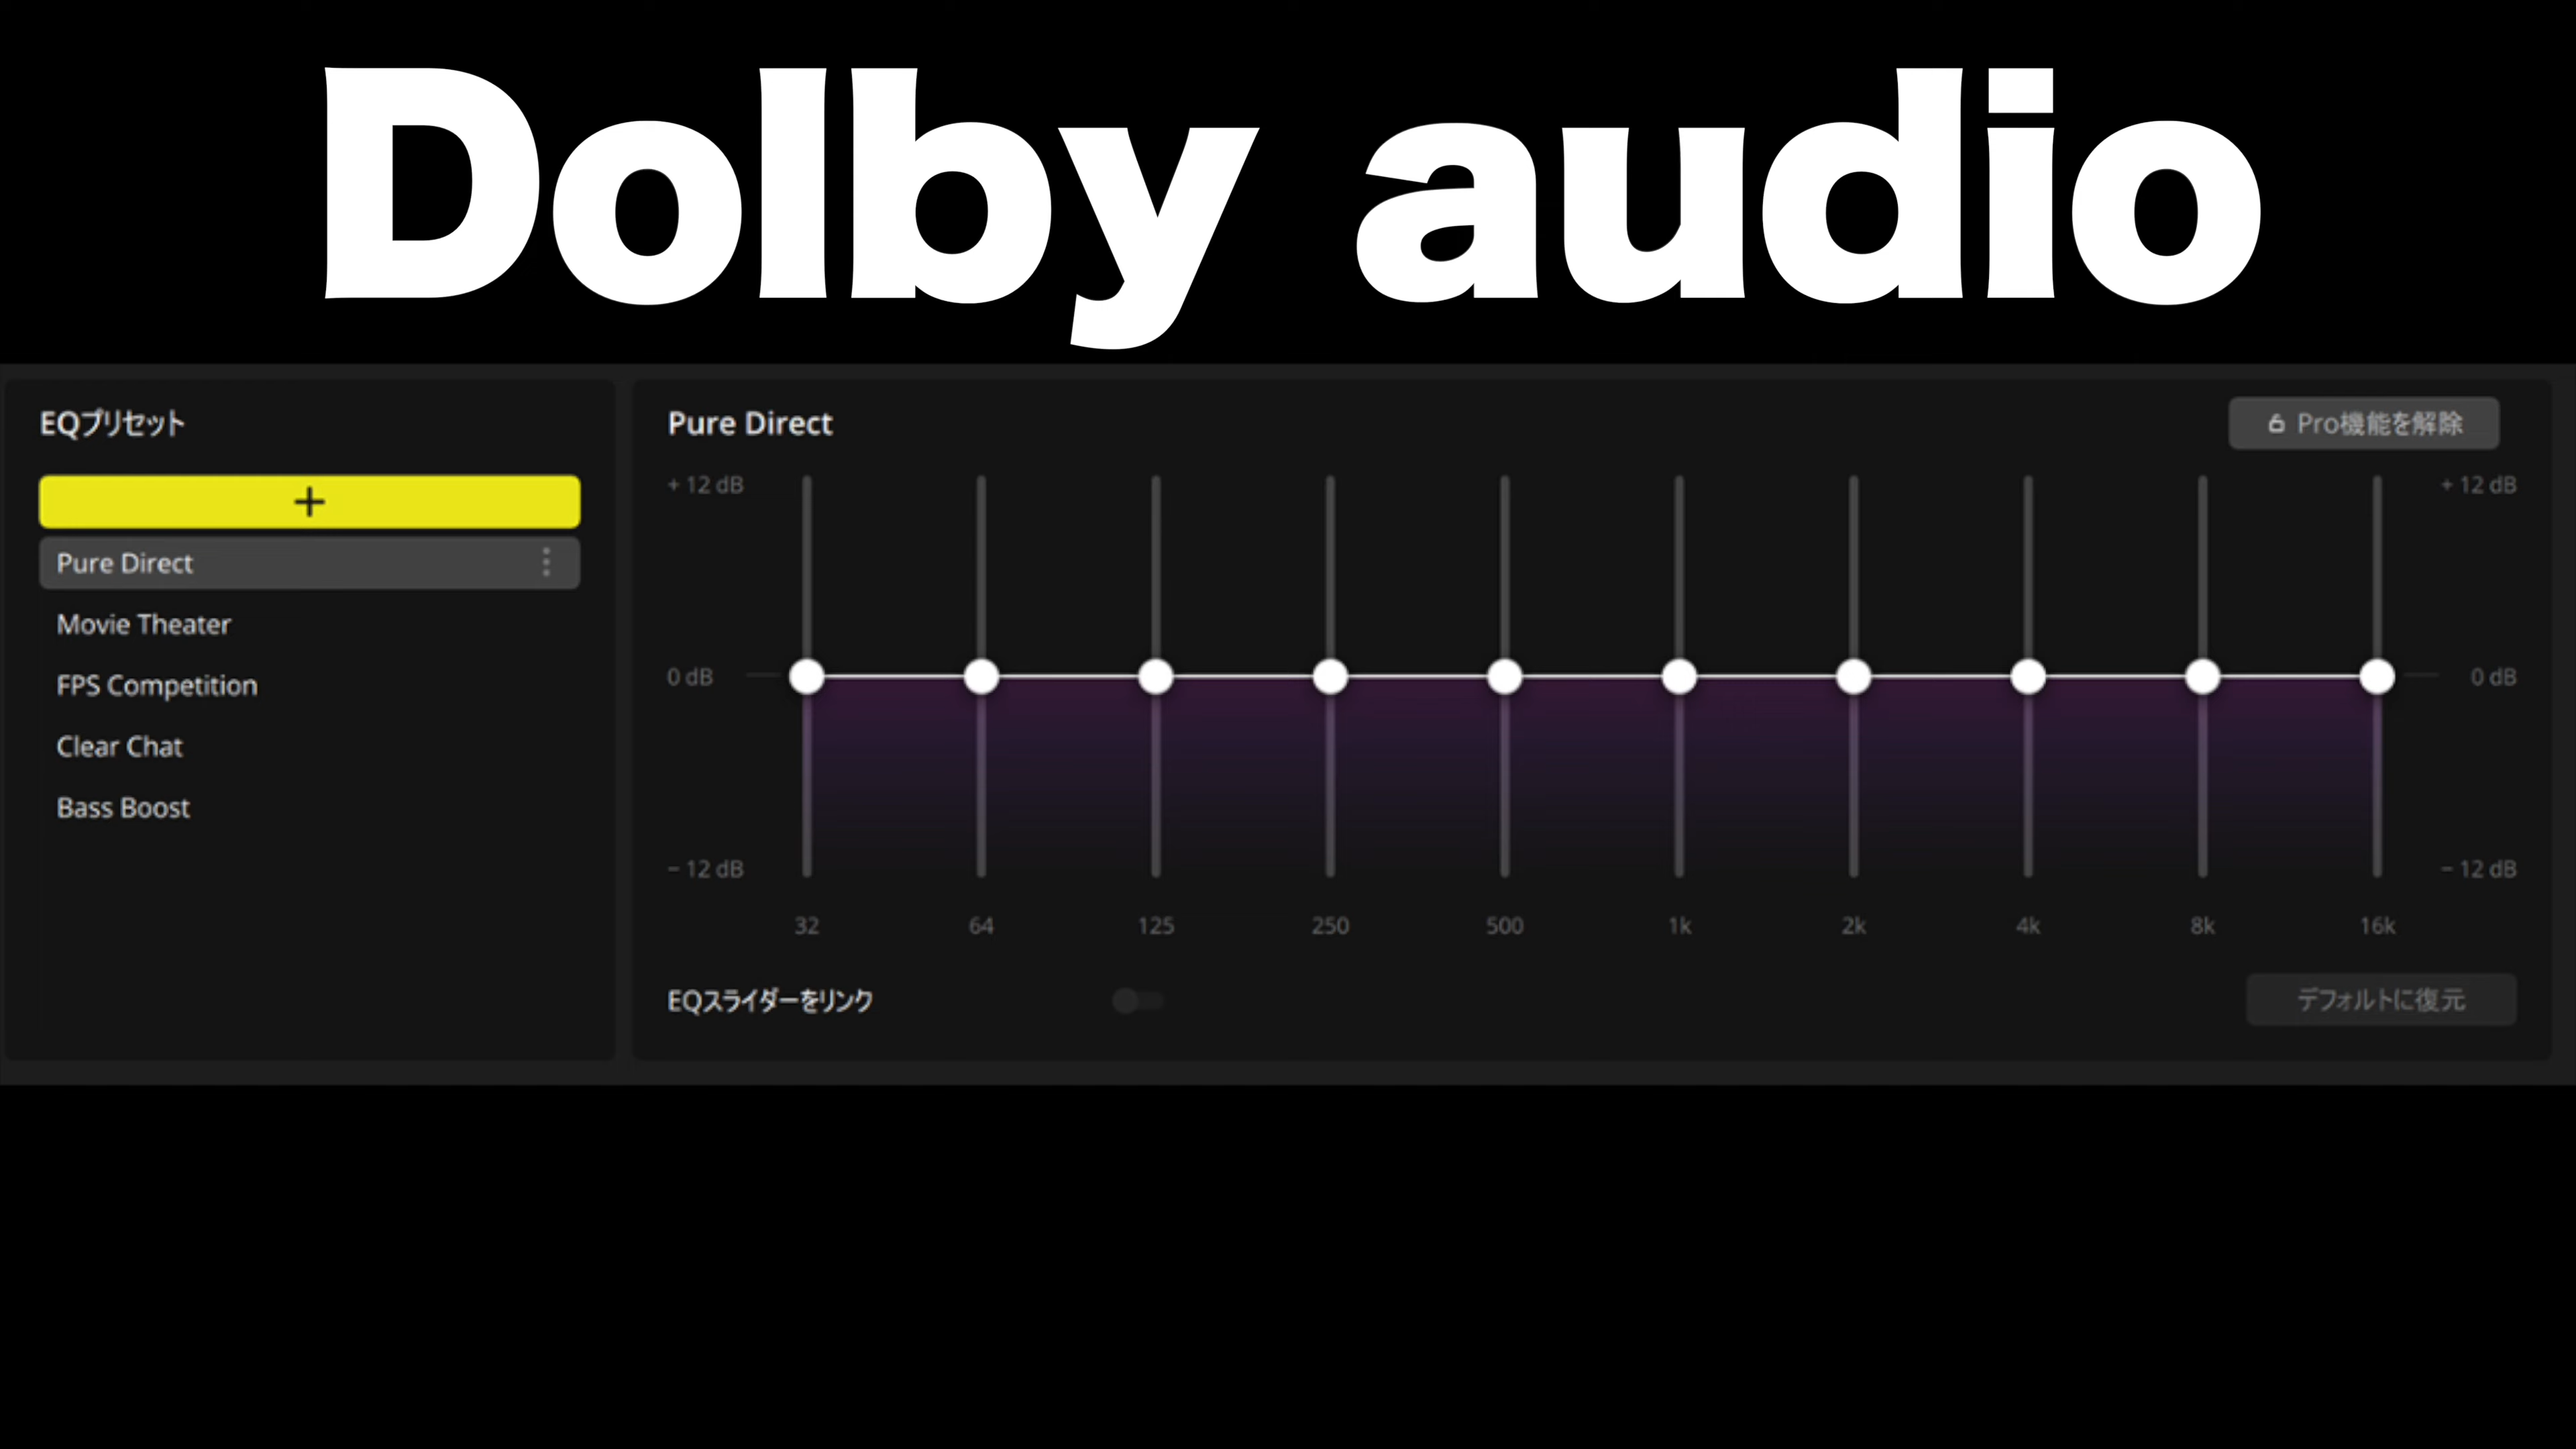 Dolby audio
EQプリセット
+
Pure Direct
Movie Theater
FPS Competition
Clear Chat
Bass Boost
Pure Direct
Pro機能を解除
+ 12 dB
+ 12 dB
0 dB
0 dB
− 12 dB
− 12 dB
32 64 125 250 500 1k 2k 4k 8k 16k
EQスライダーをリンク
デフォルトに復元